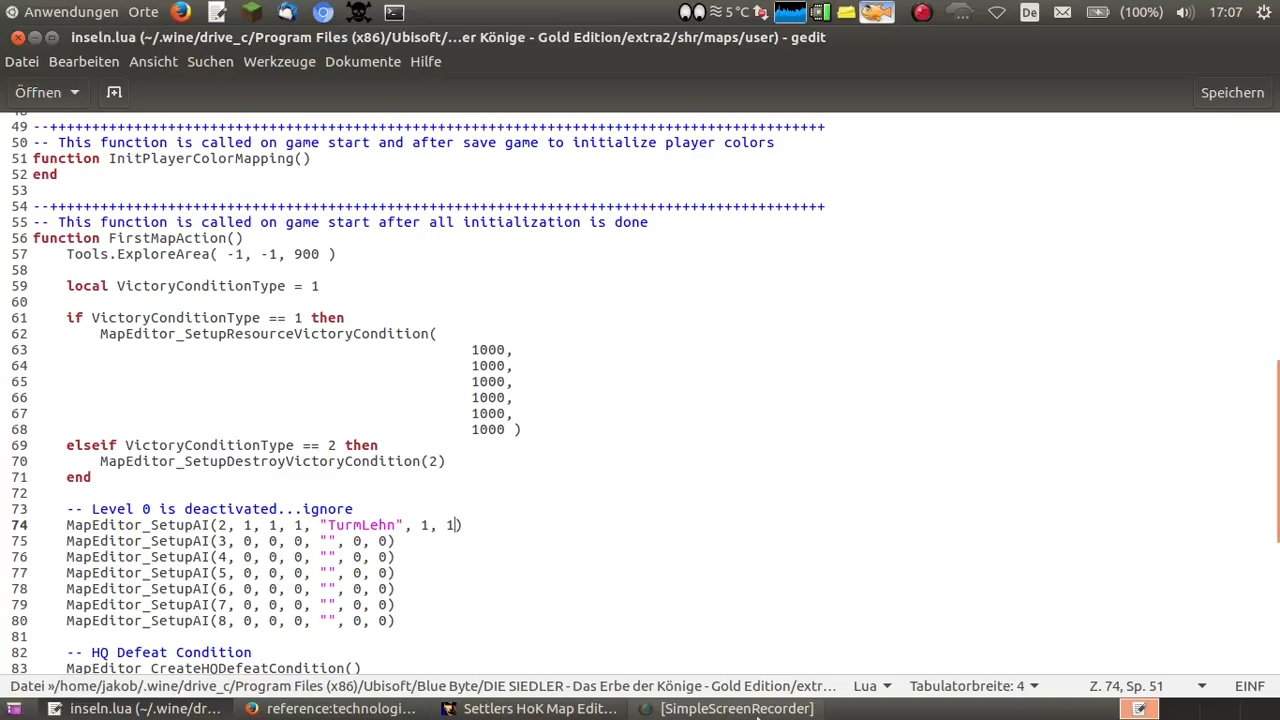 Anwendungen Orte 5 °C De (100%) 17:07
inseln.lua (~/.wine/drive_c/Program Files (x86)/Ubisoft/...er Könige - Gold Edition/extra2/shr/maps/user) - gedit
Datei Bearbeiten Ansicht Suchen Werkzeuge Dokumente Hilfe
Öffnen Speichern
49 --++++++++++++++++++++++++++++++++++++++++++++++++++++++++++++++++++++++++++++++++++++++++++++
50 -- This function is called on game start and after save game to initialize player colors
51 function InitPlayerColorMapping()
52 end
53
54 --++++++++++++++++++++++++++++++++++++++++++++++++++++++++++++++++++++++++++++++++++++++++++++
55 -- This function is called on game start after all initialization is done
56 function FirstMapAction()
57 Tools.ExploreArea( -1, -1, 900 )
58
59 local VictoryConditionType = 1
60
61 if VictoryConditionType == 1 then
62 MapEditor_SetupResourceVictoryCondition(
63 1000,
64 1000,
65 1000,
66 1000,
67 1000,
68 1000 )
69 elseif VictoryConditionType == 2 then
70 MapEditor_SetupDestroyVictoryCondition(2)
71 end
72
73 -- Level 0 is deactivated...ignore
74 MapEditor_SetupAI(2, 1, 1, 1, "TurmLehn", 1, 1)
75 MapEditor_SetupAI(3, 0, 0, 0, "", 0, 0)
76 MapEditor_SetupAI(4, 0, 0, 0, "", 0, 0)
77 MapEditor_SetupAI(5, 0, 0, 0, "", 0, 0)
78 MapEditor_SetupAI(6, 0, 0, 0, "", 0, 0)
79 MapEditor_SetupAI(7, 0, 0, 0, "", 0, 0)
80 MapEditor_SetupAI(8, 0, 0, 0, "", 0, 0)
81
82 -- HQ Defeat Condition
83 MapEditor_CreateHQDefeatCondition()
Datei »/home/jakob/.wine/drive_c/Program Files (x86)/Ubisoft/Blue Byte/DIE SIEDLER - Das Erbe der Könige - Gold Edition/extr... Lua Tabulatorbreite: 4 Z. 74, Sp. 51 EINF
inseln.lua (~/.wine/drive_c/Pr... reference:technologi... Settlers HoK Map Edit... [SimpleScreenRecorder]